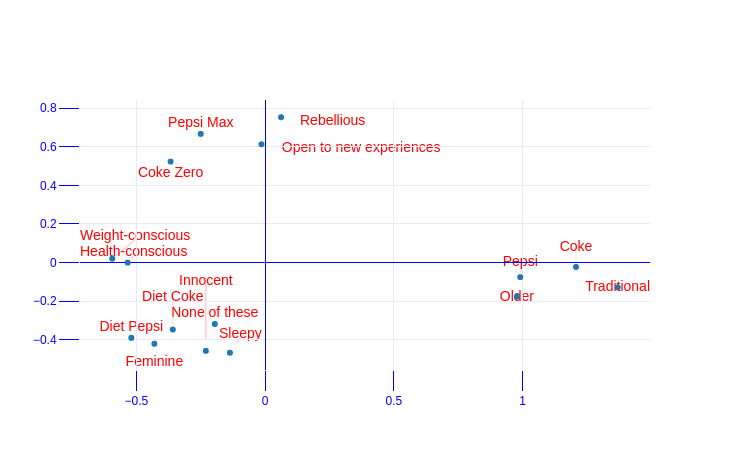 0.8
Pepsi Max
Rebellious
0.6
Open to new experiences
Coke Zero
0.4
0.2
Weight-conscious
Health-conscious
Coke
0
Pepsi
Innocent
Traditional
Diet Coke
Older
−0.2
None of these
Diet Pepsi
Sleepy
−0.4
Feminine
−0.5
0
0.5
1